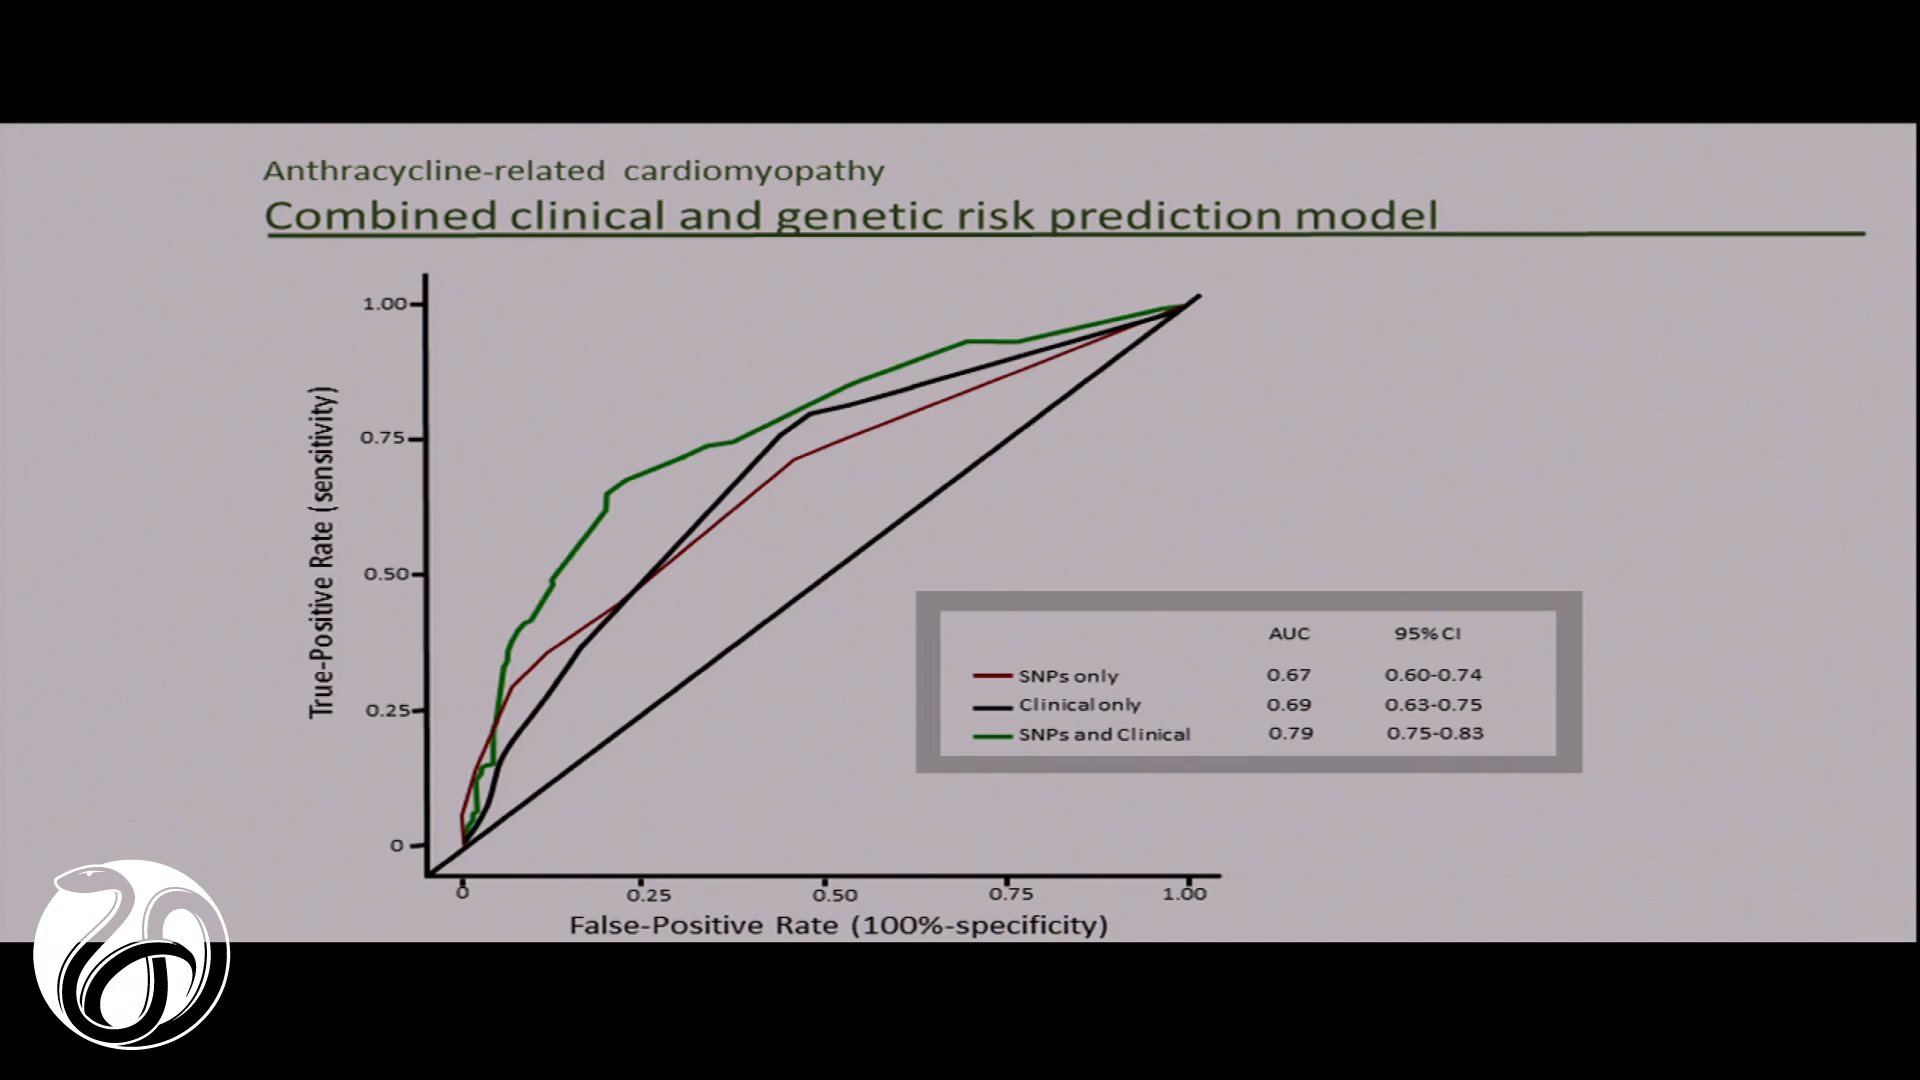 Anthracycline-related cardiomyopathy
Combined clinical and genetic risk prediction model
1.00
0.75
0.50
0.25
0
True-Positive Rate (sensitivity)
0 0.25 0.50 0.75 1.00
False-Positive Rate (100%-specificity)
AUC 95% CI
SNPs only 0.67 0.60-0.74
Clinical only 0.69 0.63-0.75
SNPs and Clinical 0.79 0.75-0.83